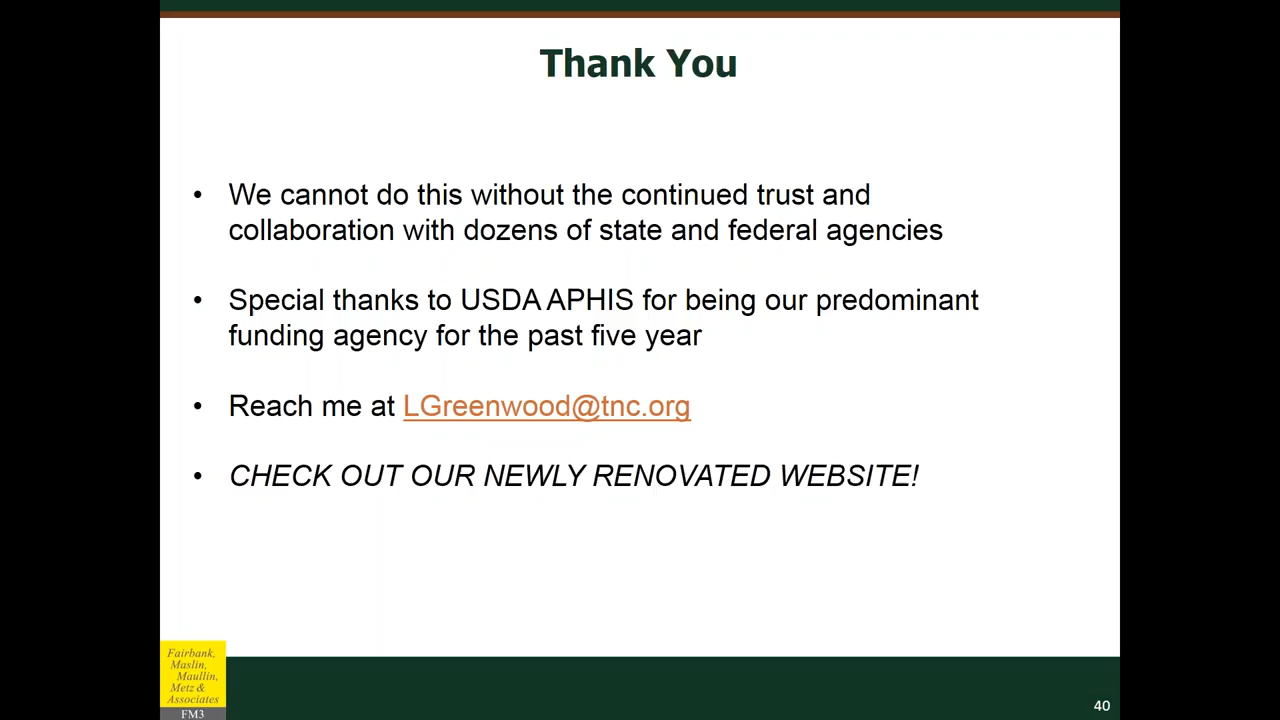 Thank You
• We cannot do this without the continued trust and
collaboration with dozens of state and federal agencies
• Special thanks to USDA APHIS for being our predominant
funding agency for the past five year
• Reach me at LGreenwood@tnc.org
• CHECK OUT OUR NEWLY RENOVATED WEBSITE!
Fairbank,
Maslin,
Maullin,
Metz &
Associates
FM3
40